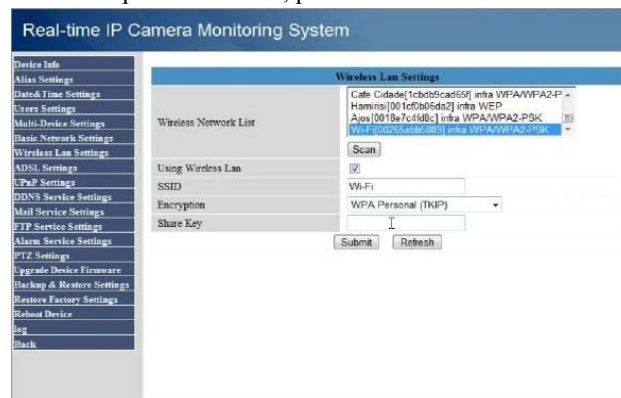 Real-time IP Camera Monitoring System
Device Info
Alias Settings
Date&Time Settings
Users Settings
Multi-Device Settings
Basic Network Settings
Wireless Lan Settings
ADSL Settings
UPnP Settings
DDNS Service Settings
Mail Service Settings
FTP Service Settings
Alarm Service Settings
PTZ Settings
Upgrade Device Firmware
Backup & Restore Settings
Restore Factory Settings
Reboot Device
log
Back
Wireless Lan Settings
Wireless Network List
Cafe Cidade[1cbdb9cad65f] infra WPA/WPA2-P
Hamirisi[001cf0b06da2] infra WEP
Ajos[0018e7c4fd8c] infra WPA/WPA2-PSK
Wi-Fi[00265abb5889] infra WPA/WPA2-PSK
Scan
Using Wireless Lan
SSID Wi-Fi
Encryption WPA Personal (TKIP)
Share Key
Submit Refresh